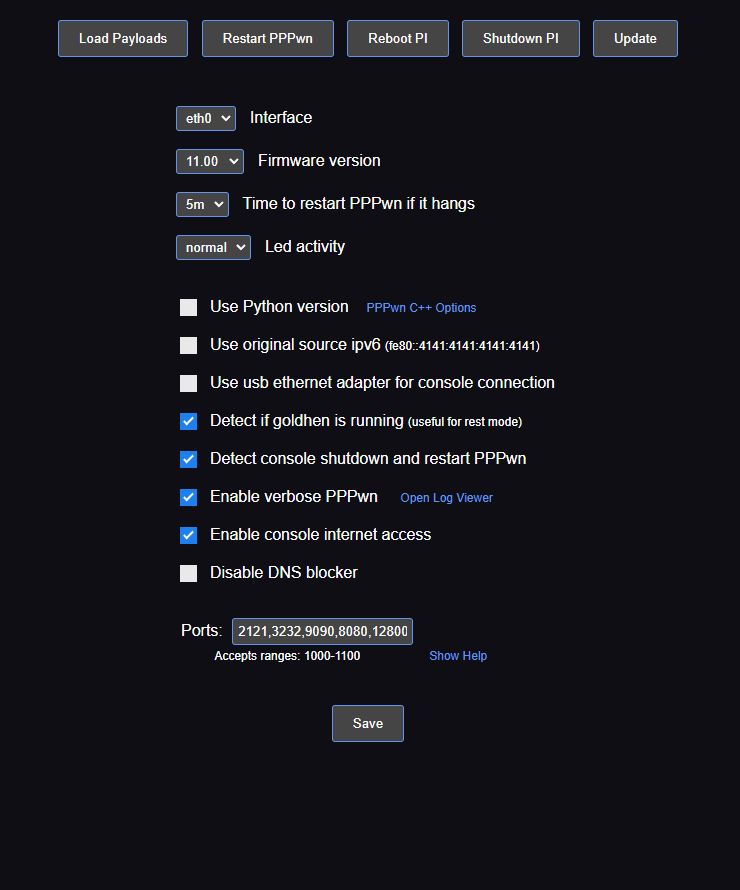 Load Payloads Restart PPPwn Reboot PI Shutdown PI Update
eth0 Interface
11.00 Firmware version
5m Time to restart PPPwn if it hangs
normal Led activity
Use Python version PPPwn C++ Options
Use original source ipv6 (fe80::4141:4141:4141:4141)
Use usb ethernet adapter for console connection
Detect if goldhen is running (useful for rest mode)
Detect console shutdown and restart PPPwn
Enable verbose PPPwn Open Log Viewer
Enable console internet access
Disable DNS blocker
Ports: 2121,3232,9090,8080,12800
Accepts ranges: 1000-1100 Show Help
Save